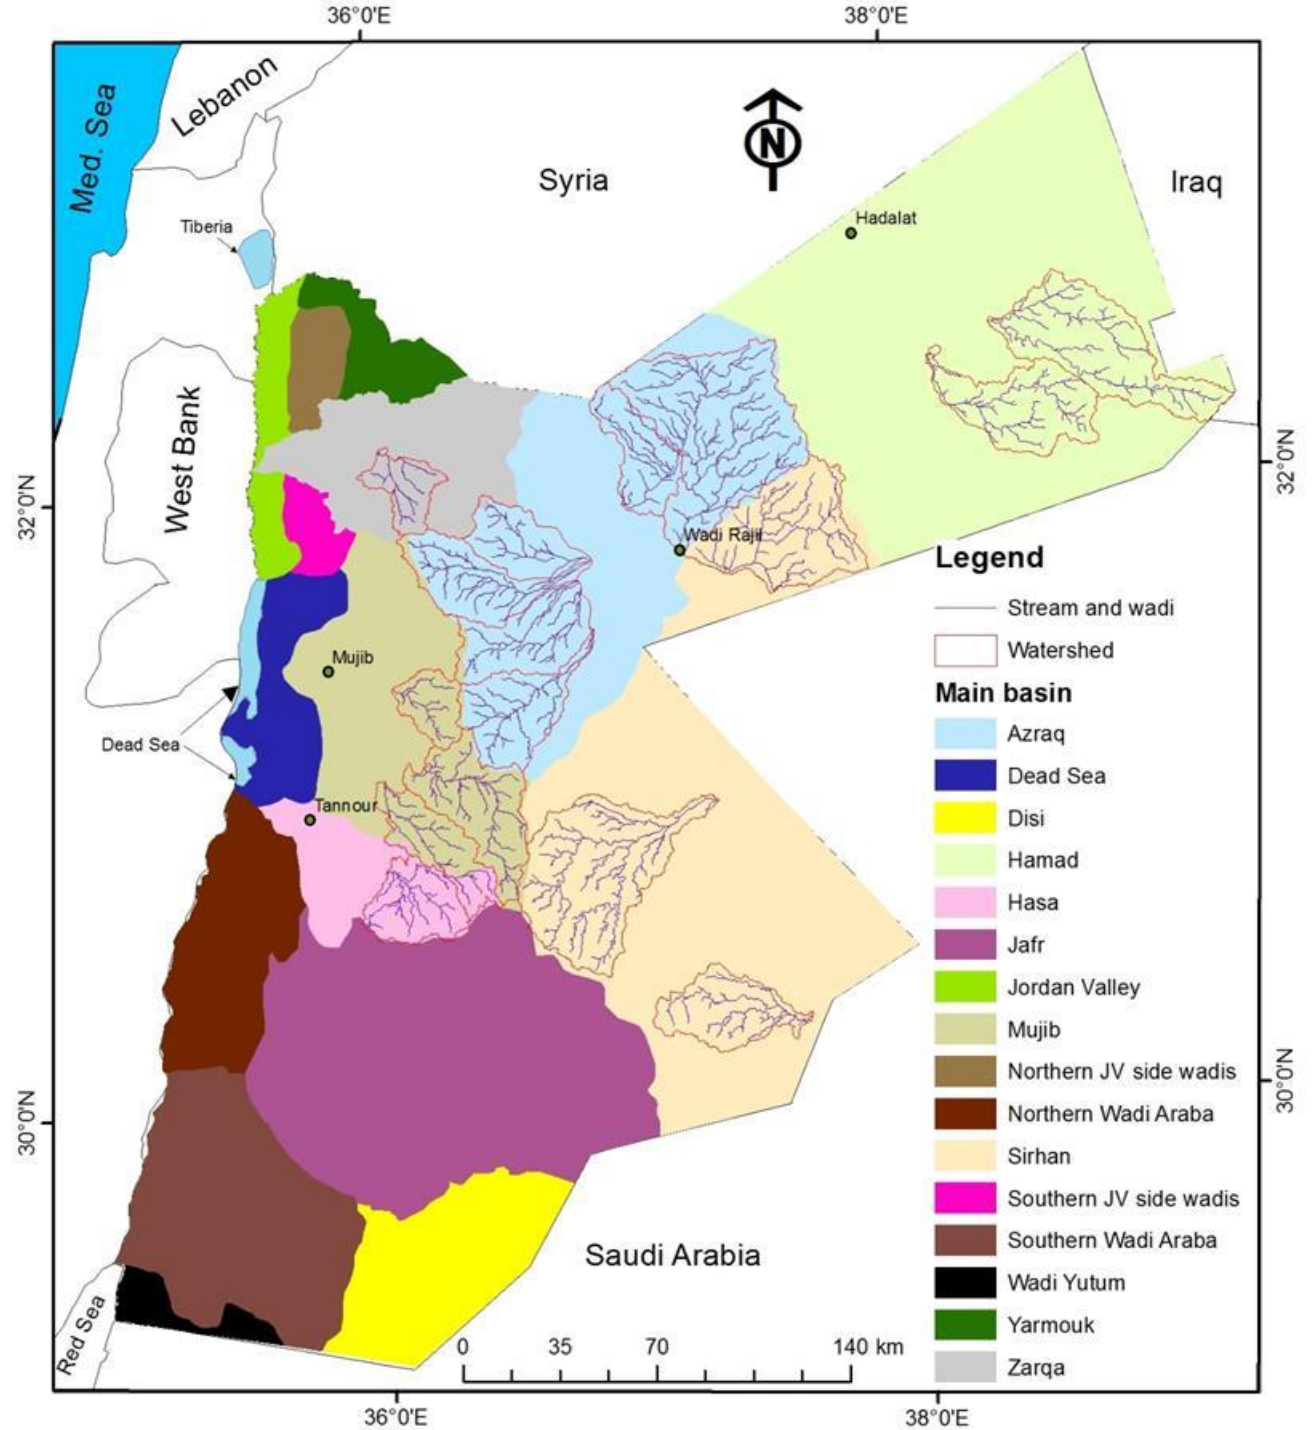 36°0'E
38°0'E
Med. Sea
Lebanon
N
Syria
Iraq
Hadalat
Tiberia
West Bank
32°0'N
32°0'N
Wadi Rajil
Mujib
Dead Sea
Tannour
30°0'N
30°0'N
Saudi Arabia
Red Sea
Legend
Stream and wadi
Watershed
Main basin
Azraq
Dead Sea
Disi
Hamad
Hasa
Jafr
Jordan Valley
Mujib
Northern JV side wadis
Northern Wadi Araba
Sirhan
Southern JV side wadis
Southern Wadi Araba
Wadi Yutum
Yarmouk
Zarqa
0 35 70 140 km
36°0'E
38°0'E